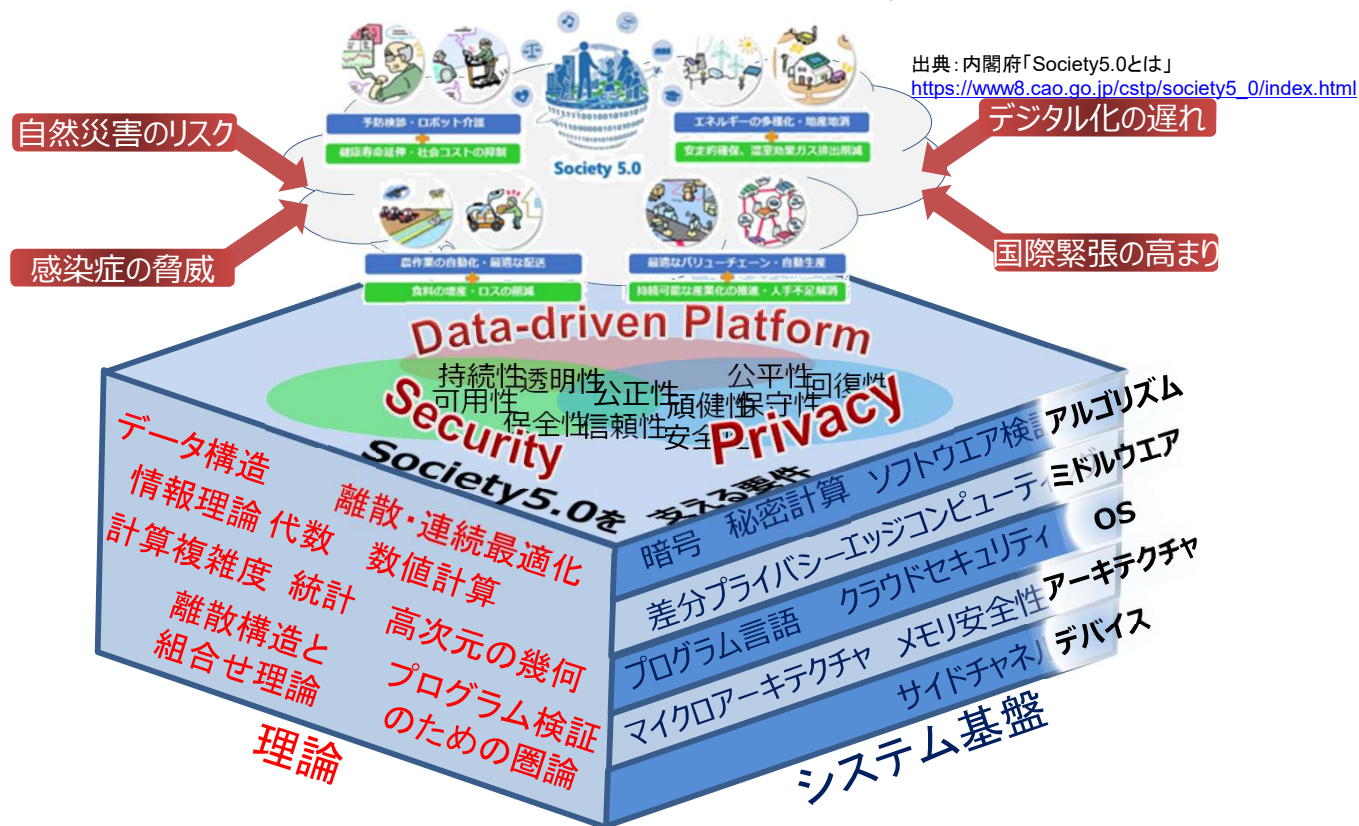 出典：内閣府「Society5.0とは」
https://www8.cao.go.jp/cstp/society5_0/index.html
自然災害のリスク
デジタル化の遅れ
感染症の脅威
国際緊張の高まり
予防検診・ロボット介護
健康寿命延伸・社会コストの抑制
エネルギーの多様化・地産地消
安定的確保、温室効果ガス排出削減
Society 5.0
農作業の自動化・最適な配送
食料の増産・ロスの削減
最適なバリューチェーン・自動生産
持続可能な産業化の推進・人手不足解消
Data-driven Platform
Security
Privacy
持続性
透明性
公平性
回復性
可用性
公正性
頑健性
保守性
保全性
信頼性
安全
Society5.0を
支える要件
データ構造
離散・連続最適化
情報理論 代数
数値計算
計算複雑度 統計
高次元の幾何
離散構造と
組合せ理論
プログラム検証
のための圏論
理論
暗号 秘密計算 ソフトウエア検
アルゴリズム
差分プライバシー エッジコンピューティ
ミドルウエア
プログラム言語 クラウドセキュリティ
OS
マイクロアーキテクチャ メモリ安全性
アーキテクチャ
サイドチャネ
デバイス
システム基盤